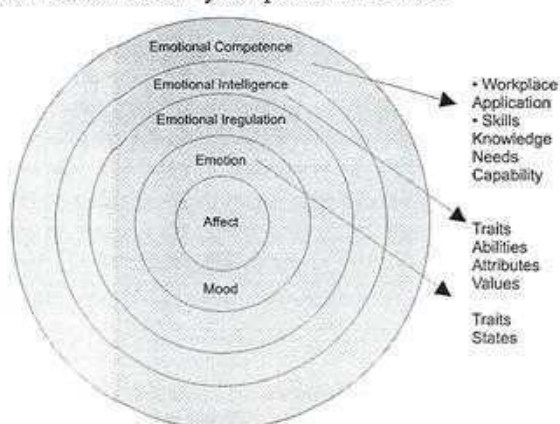 Emotional Competence
Emotional Intelligence
Emotional Iregulation
Emotion
Affect
Mood
• Workplace
Application
• Skills
Knowledge
Needs
Capability
Traits
Abilities
Attributes
Values
Traits
States